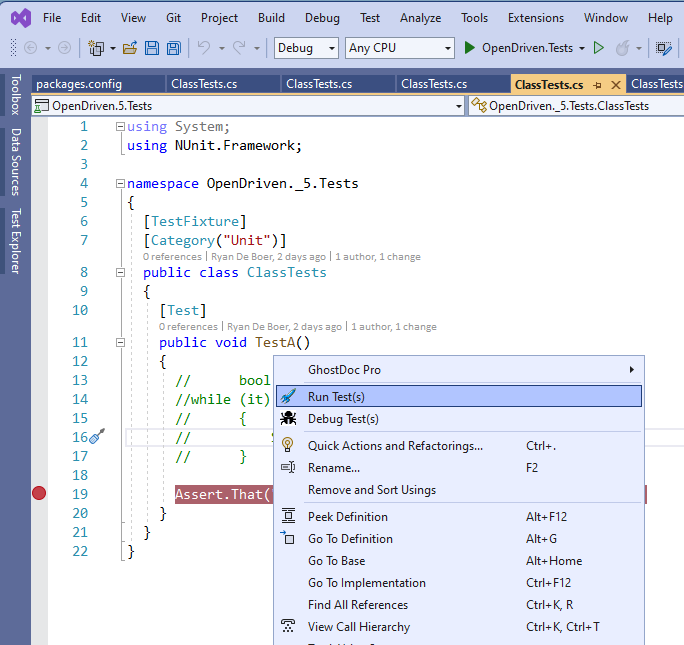 File Edit View Git Project Build Debug Test Analyze Tools Extensions Window Help
Debug Any CPU OpenDriven.Tests
packages.config ClassTests.cs ClassTests.cs ClassTests.cs ClassTests.cs ClassTests
OpenDriven.5.Tests OpenDriven._5.Tests.ClassTests
Toolbox
Data Sources
Test Explorer
1 using System;
2 using NUnit.Framework;
3
4 namespace OpenDriven._5.Tests
5 {
6 [TestFixture]
7 [Category("Unit")]
0 references | Ryan De Boer, 2 days ago | 1 author, 1 change
8 public class ClassTests
9 {
10 [Test]
0 references | Ryan De Boer, 2 days ago | 1 author, 1 change
11 public void TestA()
12 {
13 // bool
14 //while (it)
15 // {
16 //
17 // }
18
19 Assert.That(
20 }
21 }
22 }
GhostDoc Pro
Run Test(s)
Debug Test(s)
Quick Actions and Refactorings... Ctrl+.
Rename... F2
Remove and Sort Usings
Peek Definition Alt+F12
Go To Definition Alt+G
Go To Base Alt+Home
Go To Implementation Ctrl+F12
Find All References Ctrl+K, R
View Call Hierarchy Ctrl+K, Ctrl+T